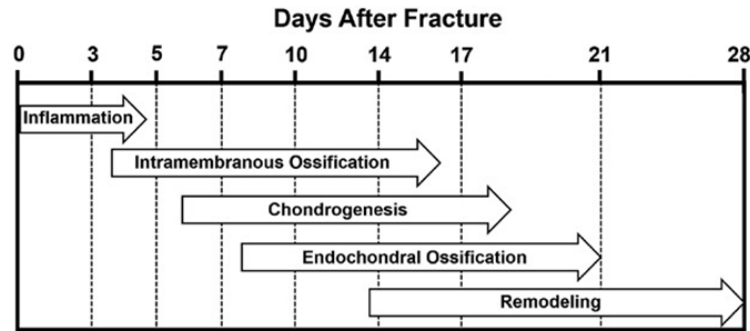 Days After Fracture
0 3 5 7 10 14 17 21 28
Inflammation
Intramembranous Ossification
Chondrogenesis
Endochondral Ossification
Remodeling